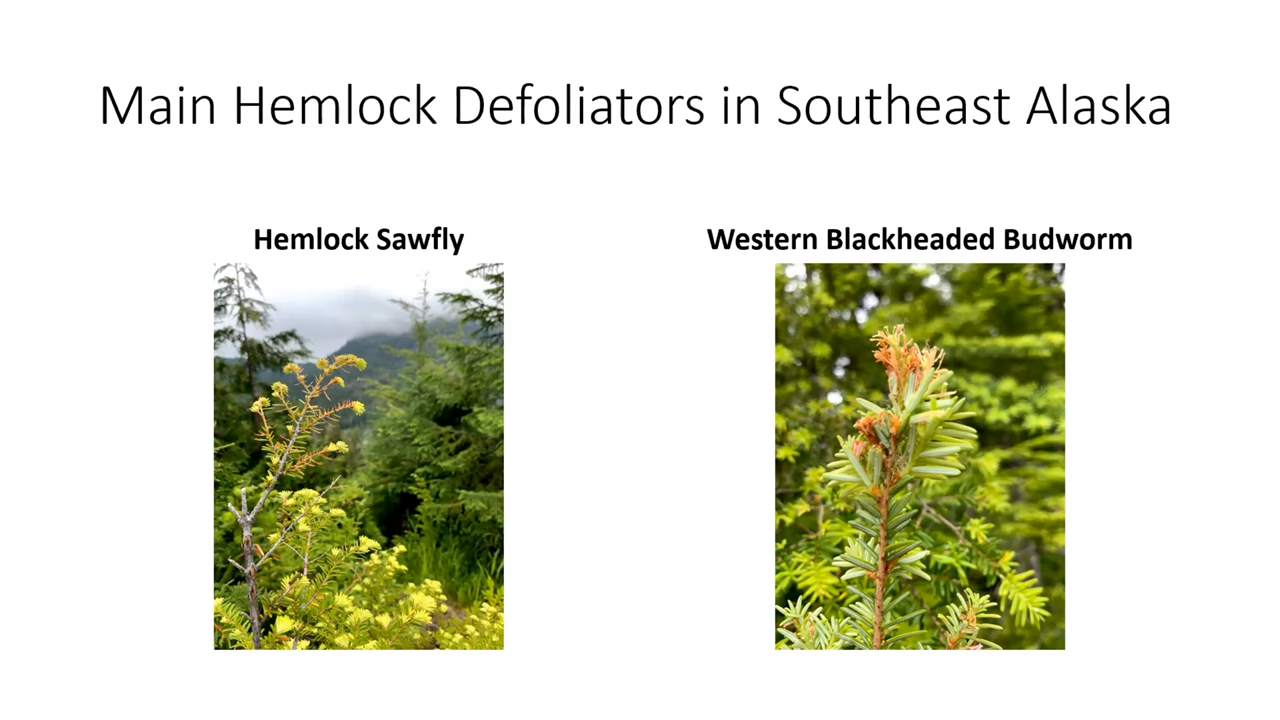 Main Hemlock Defoliators in Southeast Alaska
Hemlock Sawfly
Western Blackheaded Budworm